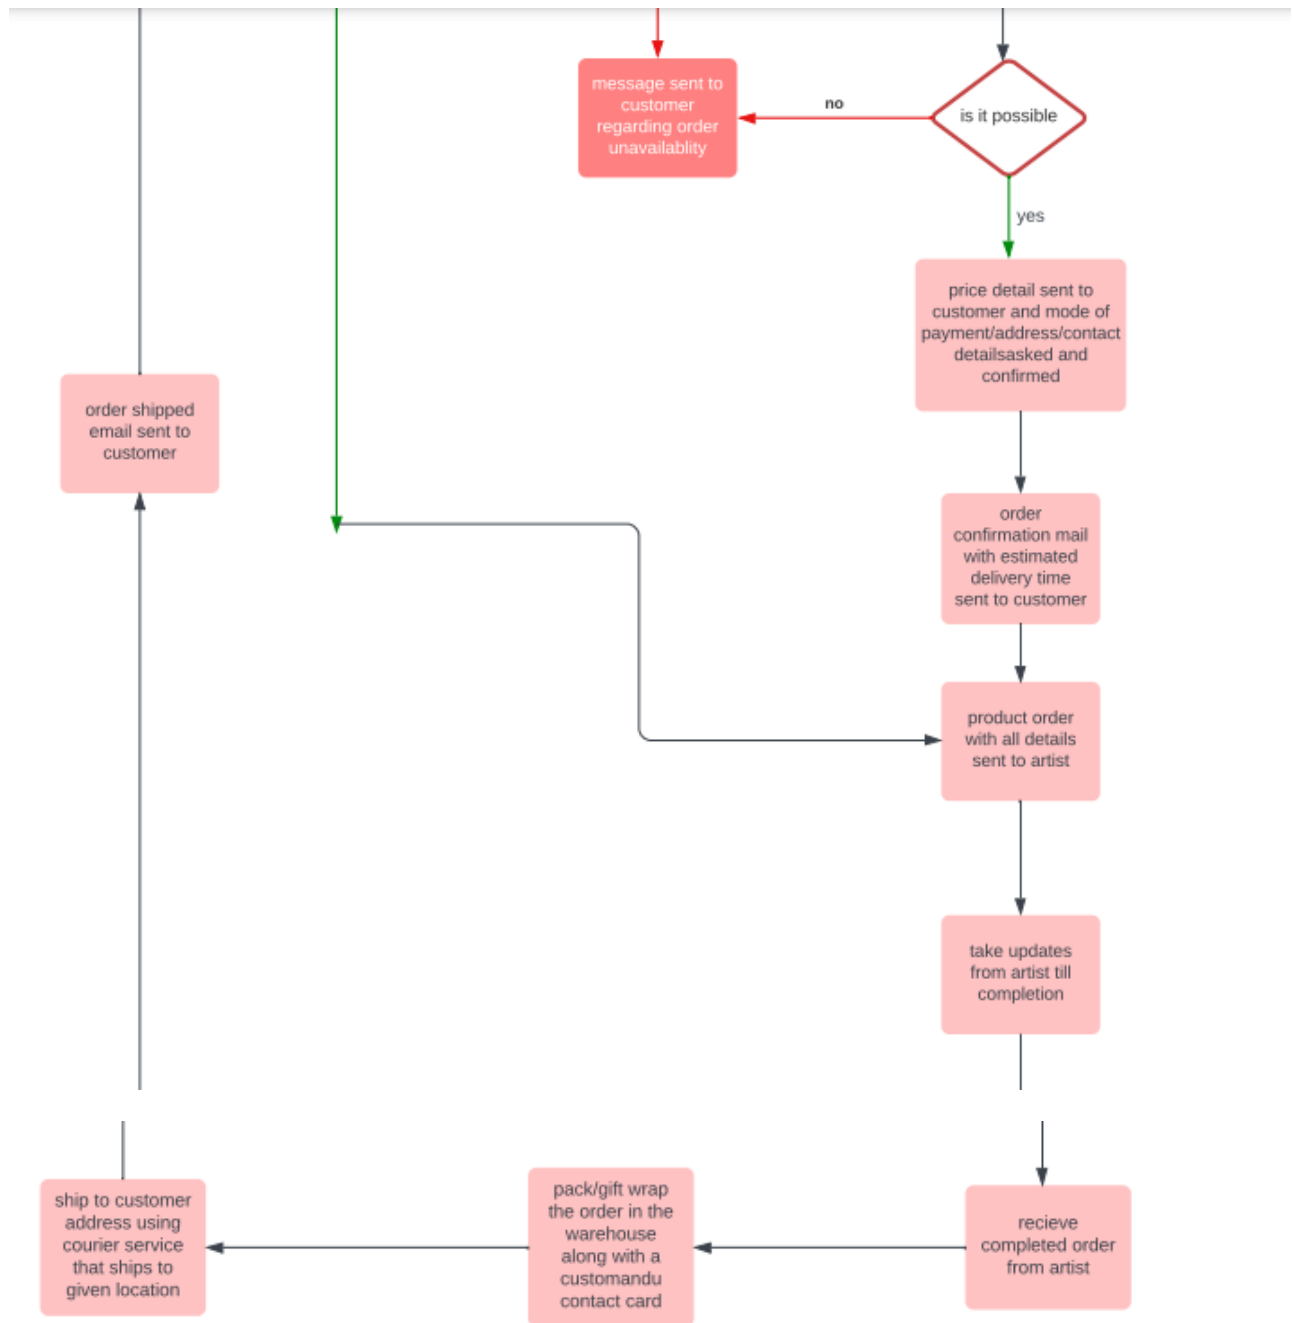 message sent to
customer
regarding order
unavailablity
no
is it possible
yes
price detail sent to
customer and mode of
payment/address/contact
detailsasked and
confirmed
order shipped
email sent to
customer
order
confirmation mail
with estimated
delivery time
sent to customer
product order
with all details
sent to artist
take updates
from artist till
completion
ship to customer
address using
courier service
that ships to
given location
pack/gift wrap
the order in the
warehouse
along with a
customandu
contact card
recieve
completed order
from artist